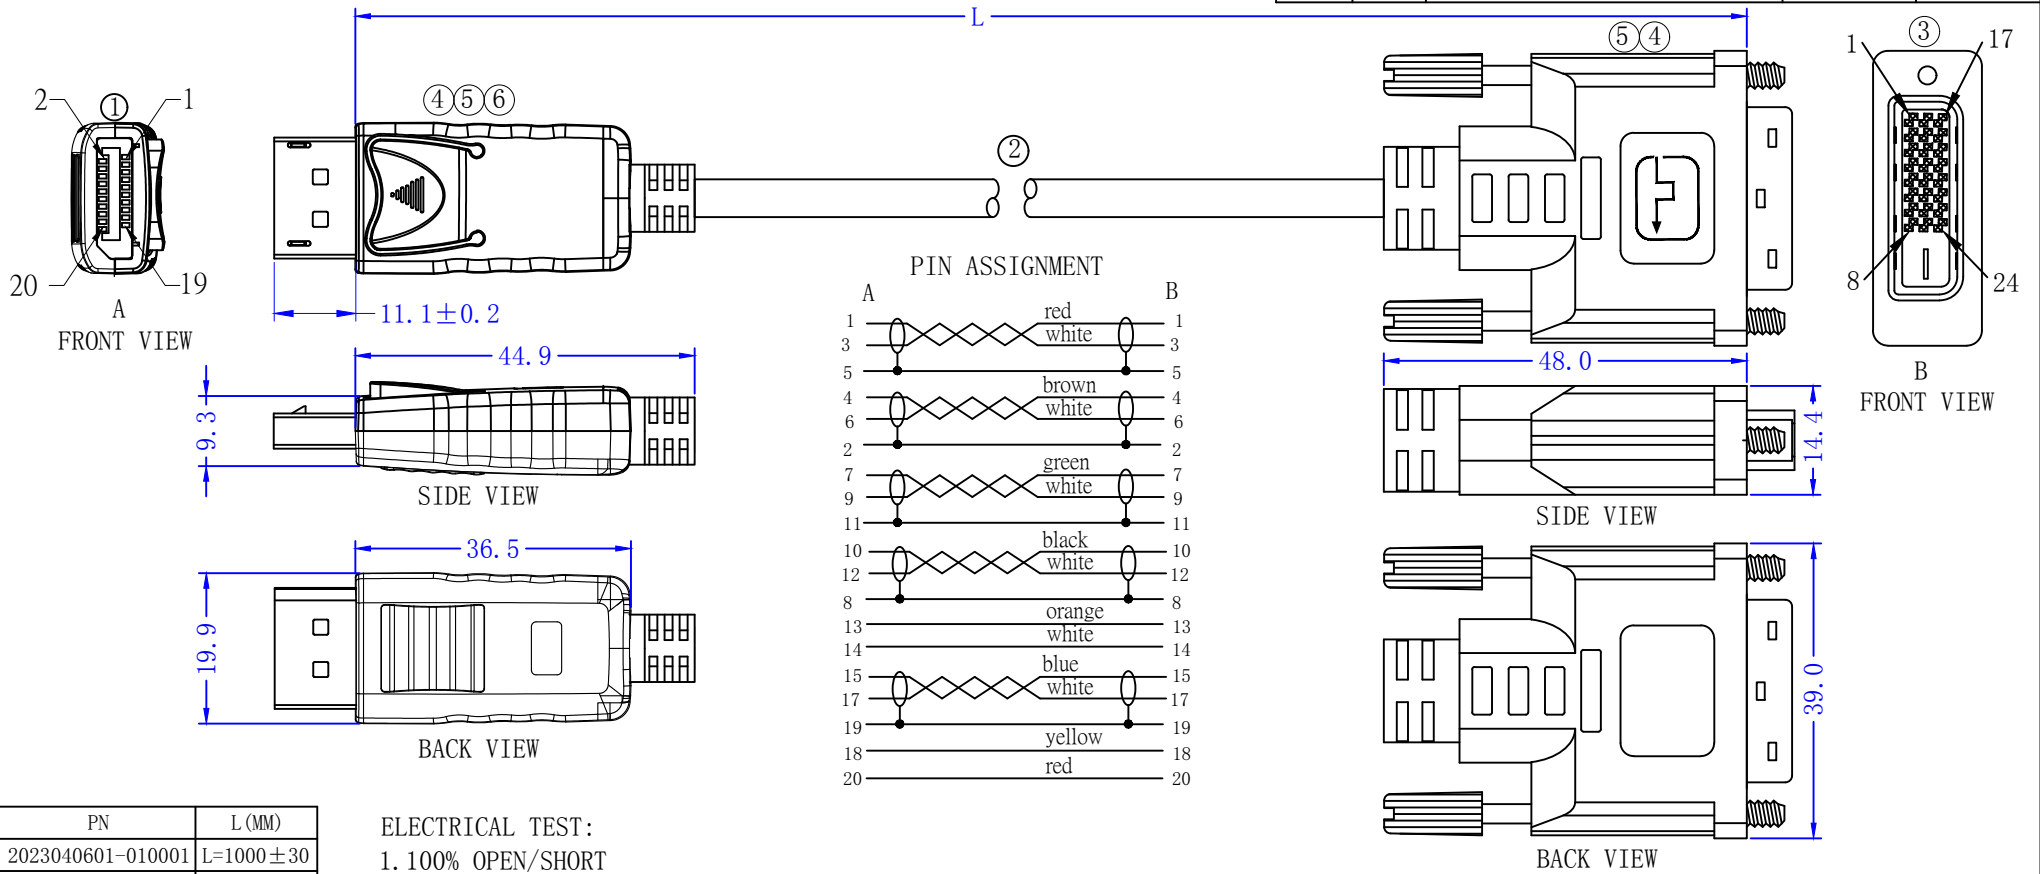 L
⑤④
1 ③ 17
8 24
B
FRONT VIEW
2 ① 1
20 19
A
FRONT VIEW
④⑤⑥
②
11.1±0.2
44.9
9.3
SIDE VIEW
36.5
19.9
BACK VIEW
PIN ASSIGNMENT
A B
1 red 1
3 white 3
5 5
4 brown 4
6 white 6
2 2
7 green 7
9 white 9
11 11
10 black 10
12 white 12
8 8
13 orange 13
14 white 14
15 blue 15
17 white 17
19 19
18 yellow 18
20 red 20
48.0
14.4
SIDE VIEW
39.0
BACK VIEW
PN L(MM)
2023040601-010001 L=1000±30
ELECTRICAL TEST:
1.100% OPEN/SHORT